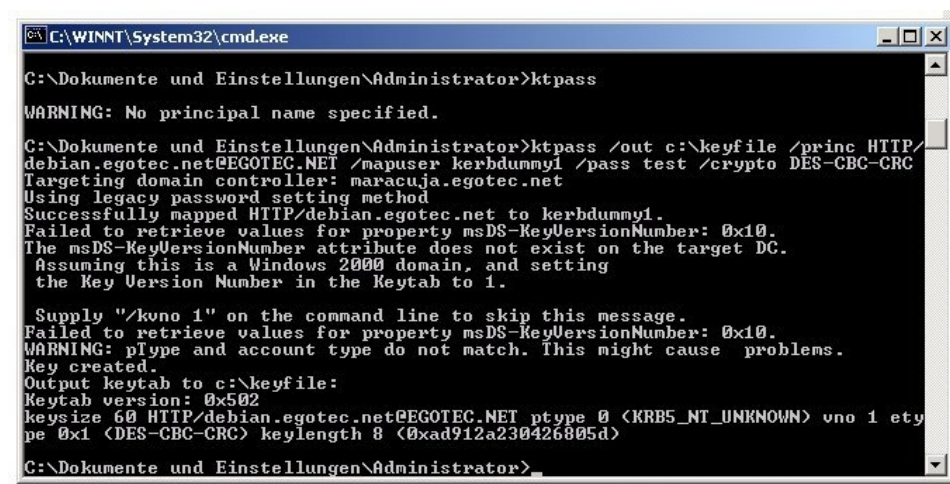 C:\WINNT\System32\cmd.exe
C:\Dokumente und Einstellungen\Administrator>ktpass
WARNING: No principal name specified.
C:\Dokumente und Einstellungen\Administrator>ktpass /out c:\keyfile /princ HTTP/
debian.egotec.net@EGOTEC.NET /mapuser kerbdummy1 /pass test /crypto DES-CBC-CRC
Targeting domain controller: maracuja.egotec.net
Using legacy password setting method
Successfully mapped HTTP/debian.egotec.net to kerbdummy1.
Failed to retrieve values for property msDS-KeyVersionNumber: 0x10.
The msDS-KeyVersionNumber attribute does not exist on the target DC.
Assuming this is a Windows 2000 domain, and setting
the Key Version Number in the Keytab to 1.
Supply "/kvno 1" on the command line to skip this message.
Failed to retrieve values for property msDS-KeyVersionNumber: 0x10.
WARNING: pType and account type do not match. This might cause  problems.
Key created.
Output keytab to c:\keyfile:
Keytab version: 0x502
keysize 60 HTTP/debian.egotec.net@EGOTEC.NET ptype 0 (KRB5_NT_UNKNOWN) vno 1 ety
pe 0x1 (DES-CBC-CRC) keylength 8 (0xad912a230426805d)
C:\Dokumente und Einstellungen\Administrator>_